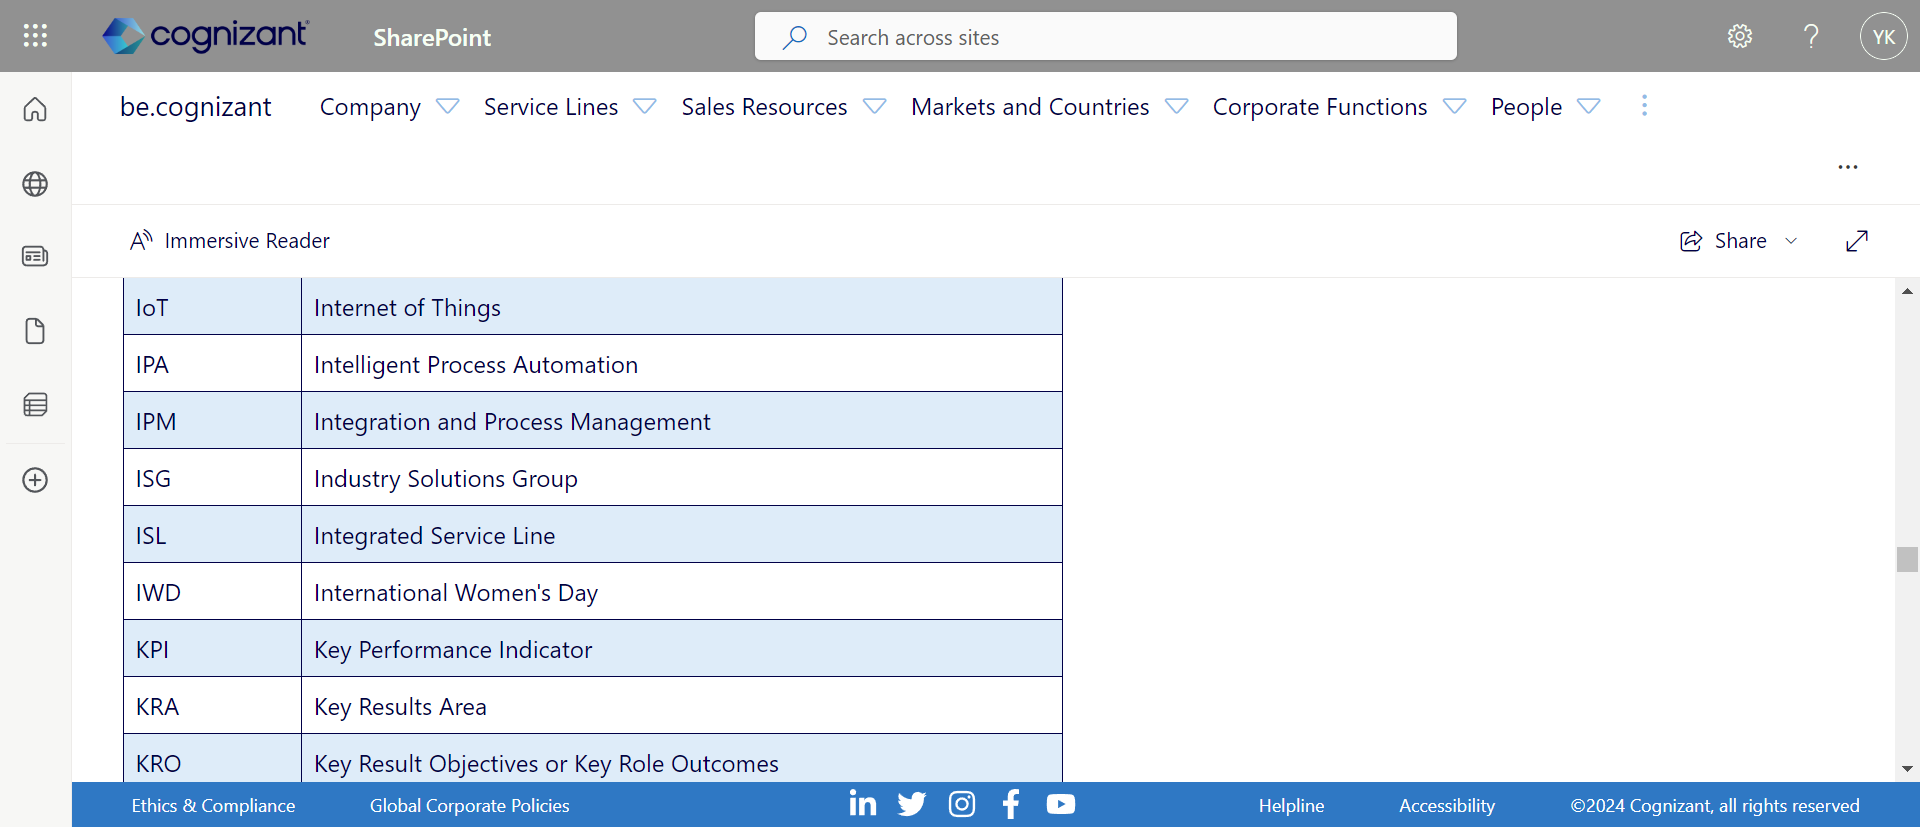 cognizant SharePoint Search across sites YK
be.cognizant Company Service Lines Sales Resources Markets and Countries Corporate Functions People
Immersive Reader Share
IoT Internet of Things
IPA Intelligent Process Automation
IPM Integration and Process Management
ISG Industry Solutions Group
ISL Integrated Service Line
IWD International Women's Day
KPI Key Performance Indicator
KRA Key Results Area
KRO Key Result Objectives or Key Role Outcomes
Ethics & Compliance Global Corporate Policies Helpline Accessibility ©2024 Cognizant, all rights reserved